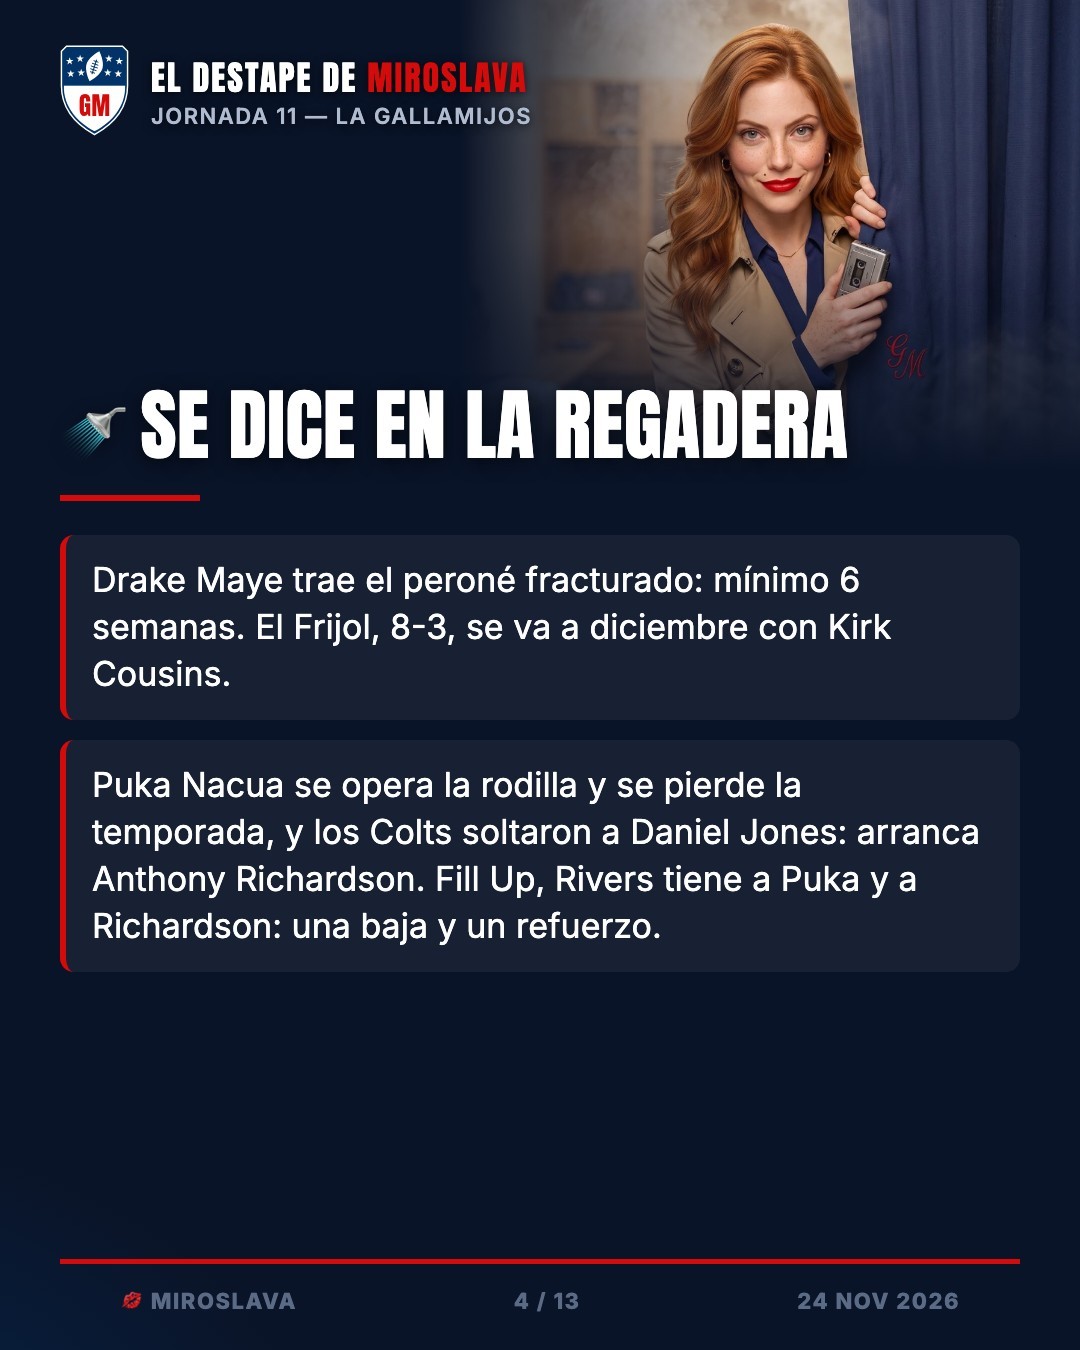 GM
EL DESTAPE DE MIROSLAVA
JORNADA 11 — LA GALLAMIJOS
GM
SE DICE EN LA REGADERA
Drake Maye trae el peroné fracturado: mínimo 6
semanas. El Frijol, 8-3, se va a diciembre con Kirk
Cousins.
Puka Nacua se opera la rodilla y se pierde la
temporada, y los Colts soltaron a Daniel Jones: arranca
Anthony Richardson. Fill Up, Rivers tiene a Puka y a
Richardson: una baja y un refuerzo.
MIROSLAVA
4 / 13
24 NOV 2026